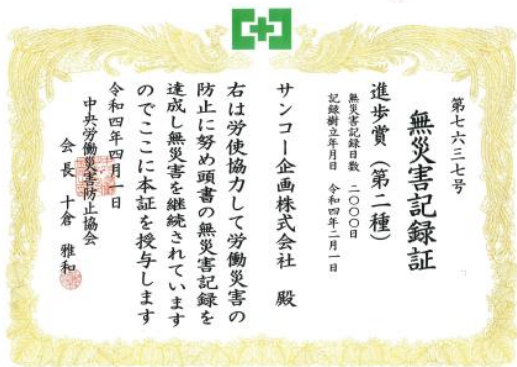 第七六三七号
無災害記録証
進歩賞（第二種）
無災害記録日数　二〇〇〇日
記録樹立年月日　令和四年二月一日
サンコー企画株式会社　殿
右は労使協力して労働災害の
防止に努め頭書の無災害記録を
達成し無災害を継続されています
のでここに本証を授与します
令和四年四月一日
中央労働災害防止協会
会長　十倉　雅和